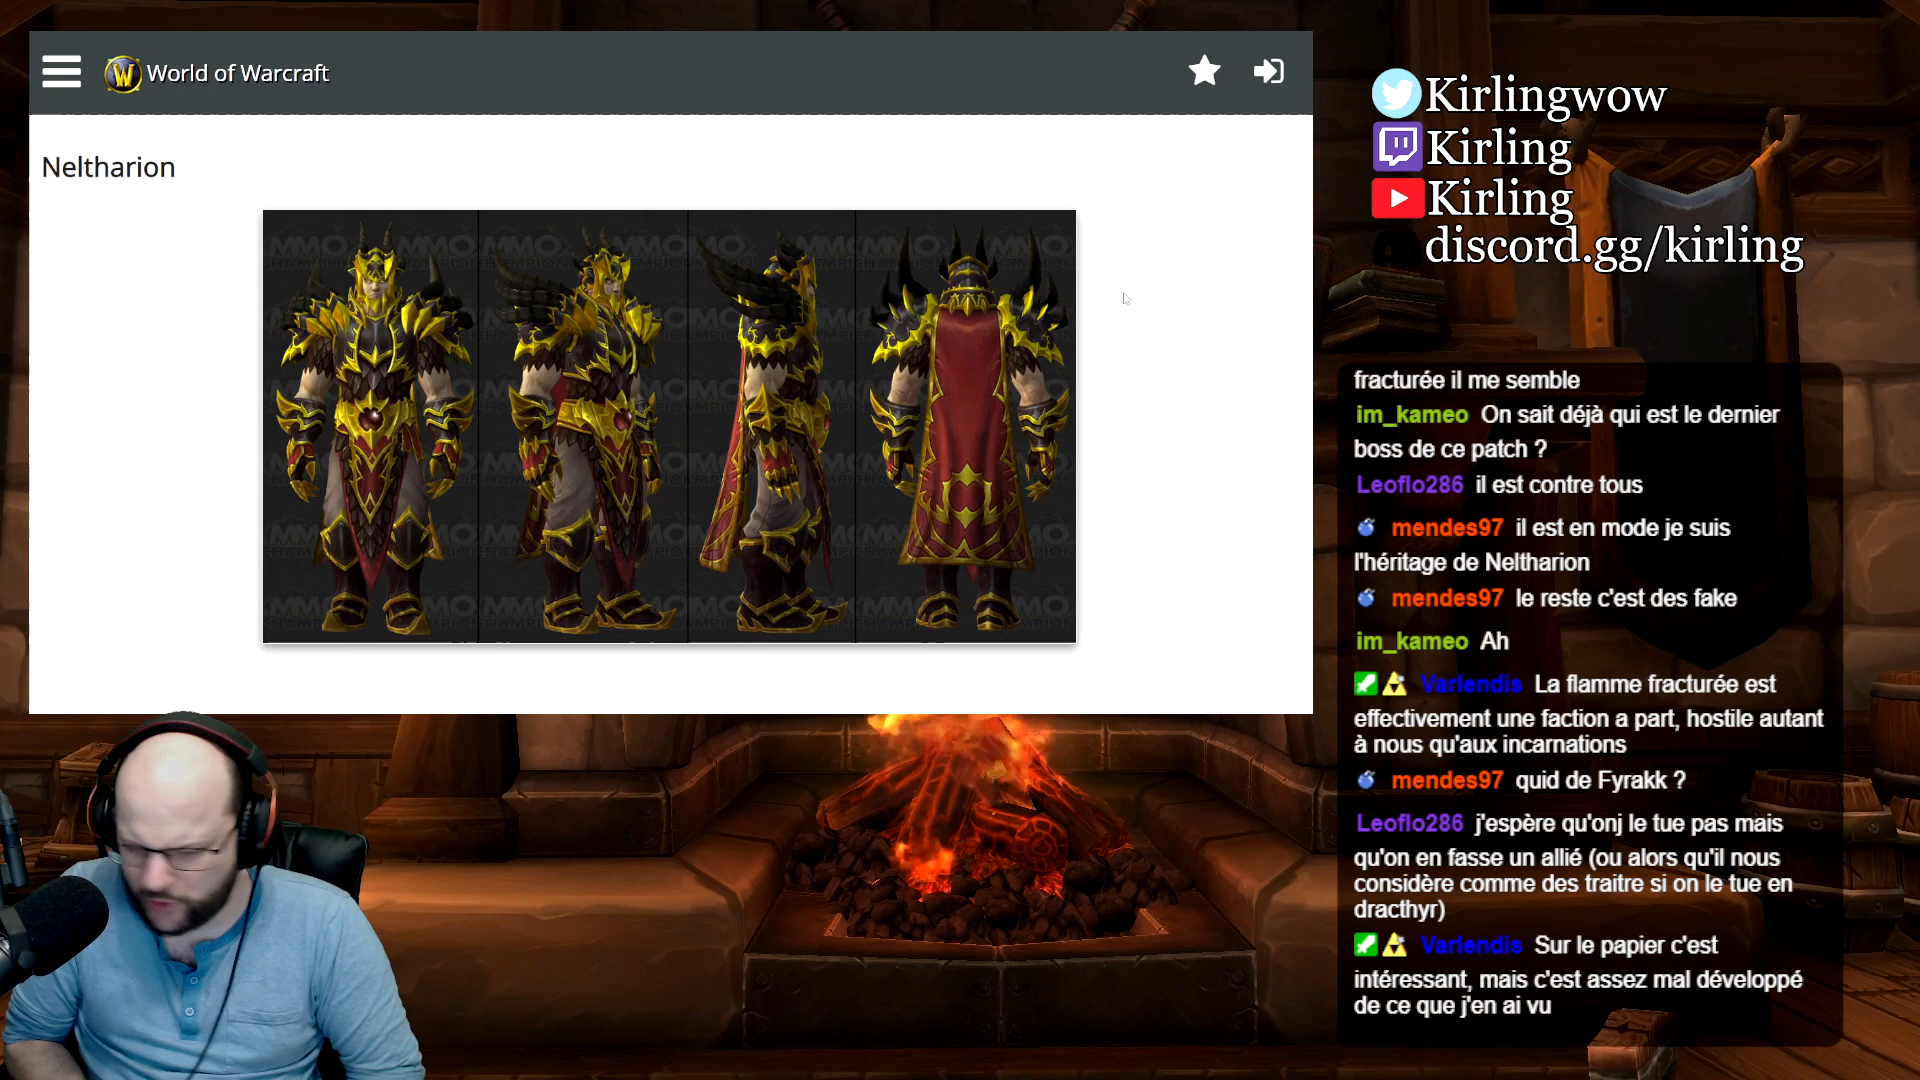 World of Warcraft
Neltharion
Kirlingwow
Kirling
Kirling
discord.gg/kirling
fracturée il me semble
im_kameo On sait déjà qui est le dernier
boss de ce patch ?
Leoflo286 il est contre tous
mendes97 il est en mode je suis
l'héritage de Neltharion
mendes97 le reste c'est des fake
im_kameo Ah
Varlendis La flamme fracturée est
effectivement une faction a part, hostile autant
à nous qu'aux incarnations
mendes97 quid de Fyrakk ?
Leoflo286 j'espère qu'onj le tue pas mais
qu'on en fasse un allié (ou alors qu'il nous
considère comme des traitre si on le tue en
dracthyr)
Varlendis Sur le papier c'est
intéressant, mais c'est assez mal développé
de ce que j'en ai vu